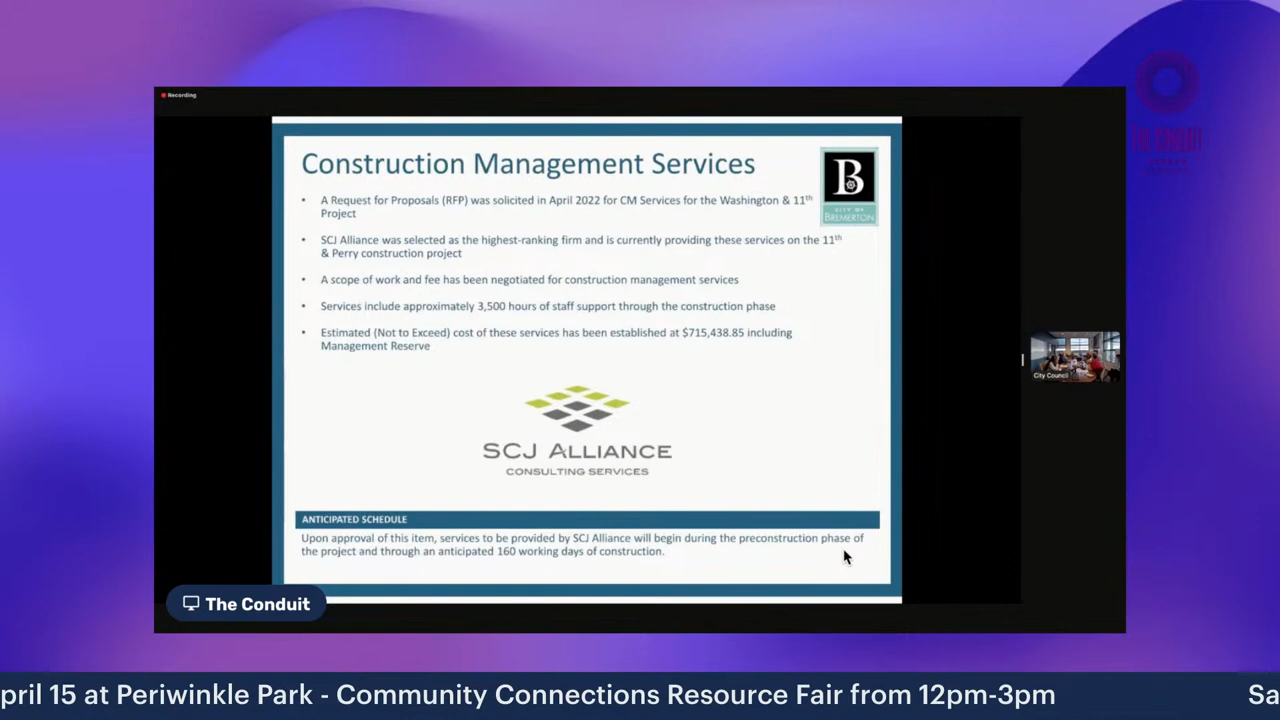 Recording
Construction Management Services
B
CITY OF
BREMERTON
• A Request for Proposals (RFP) was solicited in April 2022 for CM Services for the Washington & 11th
Project
• SCJ Alliance was selected as the highest-ranking firm and is currently providing these services on the 11th
& Perry construction project
• A scope of work and fee has been negotiated for construction management services
• Services include approximately 3,500 hours of staff support through the construction phase
• Estimated (Not to Exceed) cost of these services has been established at $715,438.85 including
Management Reserve
SCJ ALLIANCE
CONSULTING SERVICES
ANTICIPATED SCHEDULE
Upon approval of this item, services to be provided by SCJ Alliance will begin during the preconstruction phase of
the project and through an anticipated 160 working days of construction.
City Council
THE CONDUIT
The Conduit
pril 15 at Periwinkle Park - Community Connections Resource Fair from 12pm-3pm Sa